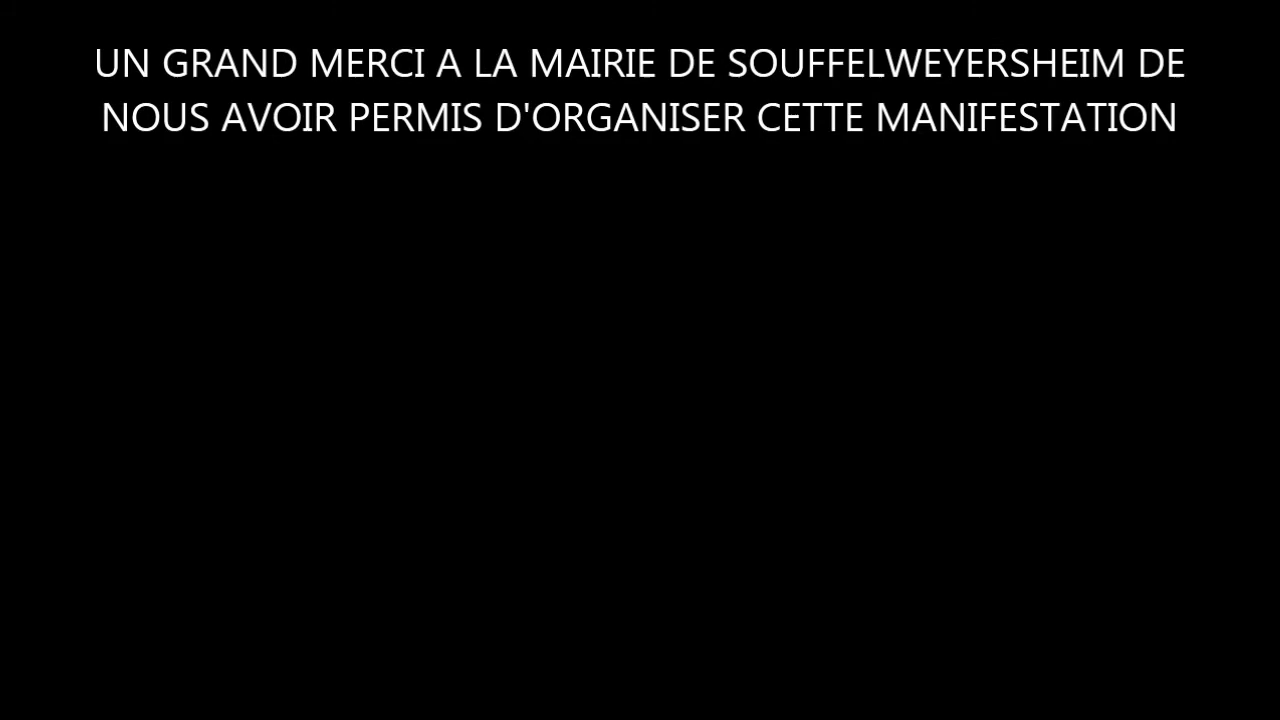 UN GRAND MERCI A LA MAIRIE DE SOUFFELWEYERSHEIM DE
NOUS AVOIR PERMIS D'ORGANISER CETTE MANIFESTATION